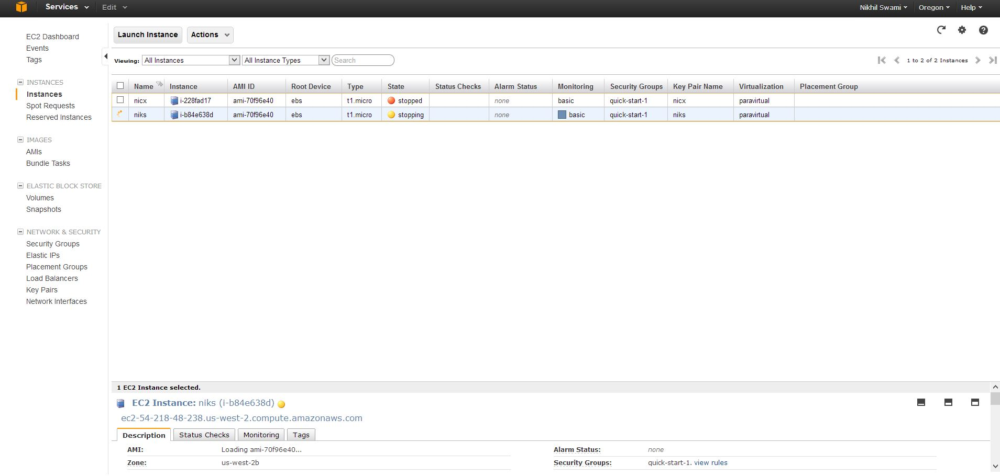 Services Edit Nikhil Swami Oregon Help
EC2 Dashboard
Events
Tags
INSTANCES
Instances
Spot Requests
Reserved Instances
IMAGES
AMIs
Bundle Tasks
ELASTIC BLOCK STORE
Volumes
Snapshots
NETWORK & SECURITY
Security Groups
Elastic IPs
Placement Groups
Load Balancers
Key Pairs
Network Interfaces
Launch Instance Actions
Viewing: All Instances All Instance Types Search 1 to 2 of 2 Instances
Name Instance AMI ID Root Device Type State Status Checks Alarm Status Monitoring Security Groups Key Pair Name Virtualization Placement Group
nicx i-228fad17 ami-70f96e40 ebs t1.micro stopped none basic quick-start-1 nicx paravirtual
niks i-b84e638d ami-70f96e40 ebs t1.micro stopping none basic quick-start-1 niks paravirtual
1 EC2 Instance selected.
EC2 Instance: niks (i-b84e638d)
ec2-54-218-48-238.us-west-2.compute.amazonaws.com
Description Status Checks Monitoring Tags
AMI: Loading ami-70f96e40... Alarm Status: none
Zone: us-west-2b Security Groups: quick-start-1. view rules